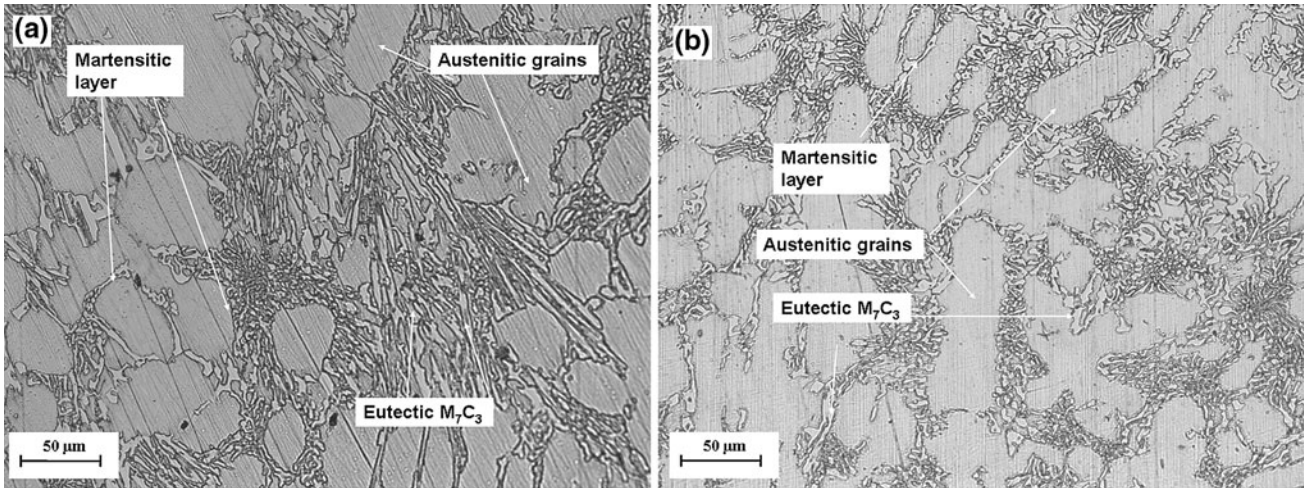 (a)
Martensitic
layer
Austenitic grains
Eutectic M₇C₃
50 µm
(b)
Martensitic
layer
Austenitic grains
Eutectic M₇C₃
50 µm